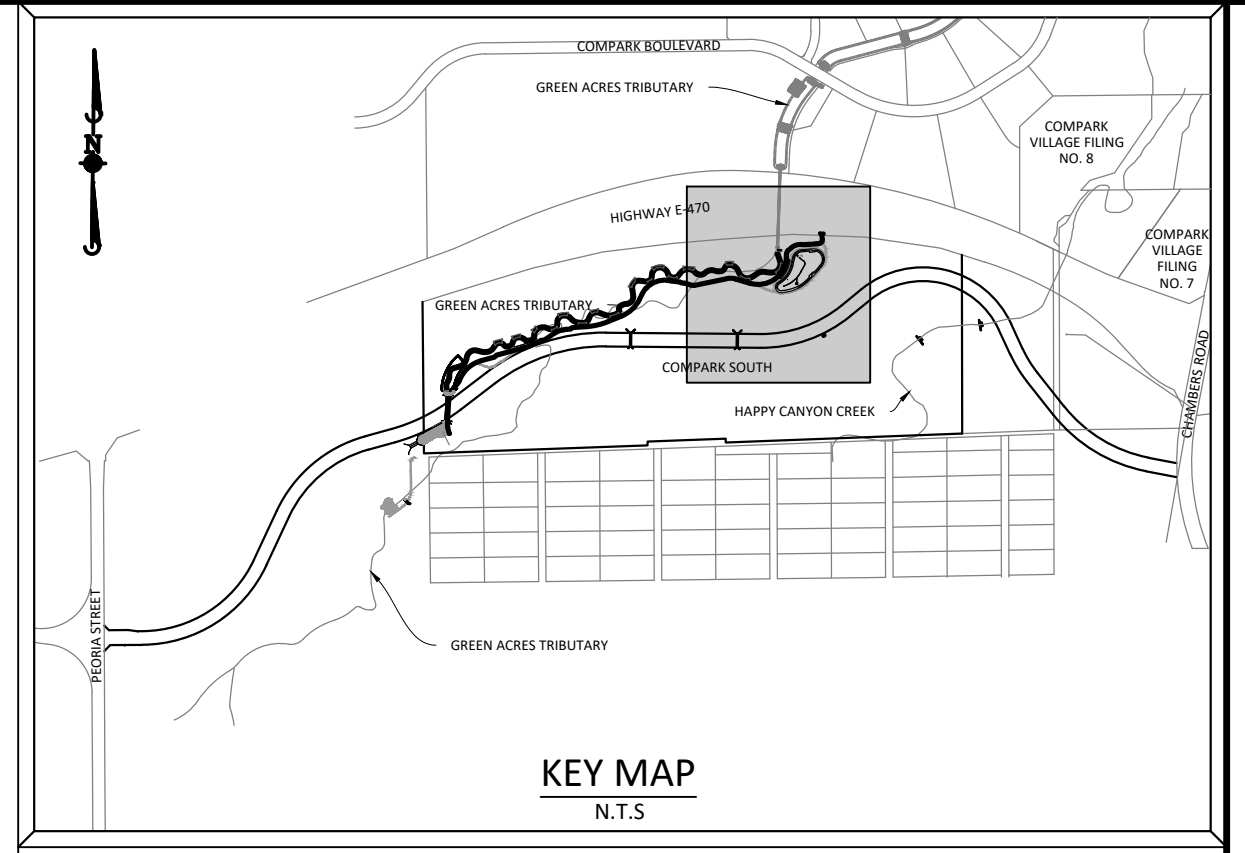 COMPARK BOULEVARD
GREEN ACRES TRIBUTARY
COMPARK
VILLAGE FILING
NO. 8
N
HIGHWAY E-470
COMPARK
VILLAGE
FILING
NO. 7
GREEN ACRES TRIBUTARY
COMPARK SOUTH
CHAMBERS ROAD
HAPPY CANYON CREEK
PEORIA STREET
GREEN ACRES TRIBUTARY
KEY MAP
N.T.S